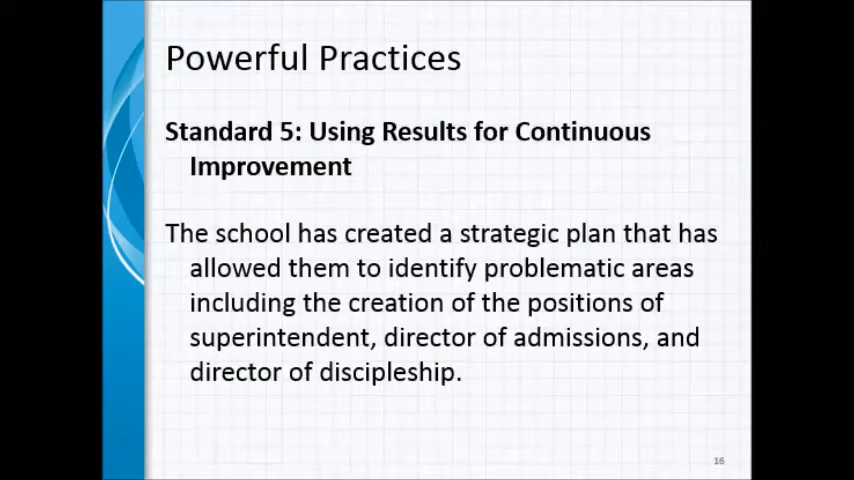 Powerful Practices
Standard 5: Using Results for Continuous
Improvement
The school has created a strategic plan that has
allowed them to identify problematic areas
including the creation of the positions of
superintendent, director of admissions, and
director of discipleship.
16